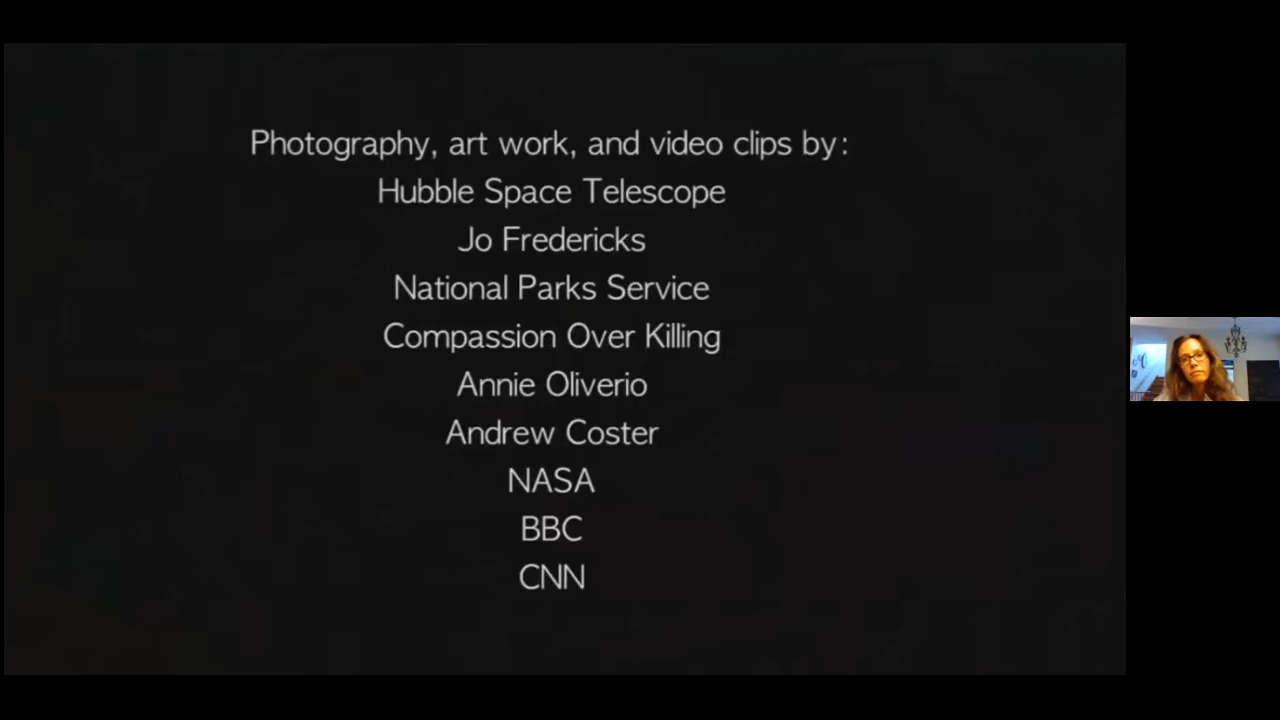 Photography, art work, and video clips by:
Hubble Space Telescope
Jo Fredericks
National Parks Service
Compassion Over Killing
Annie Oliverio
Andrew Coster
NASA
BBC
CNN